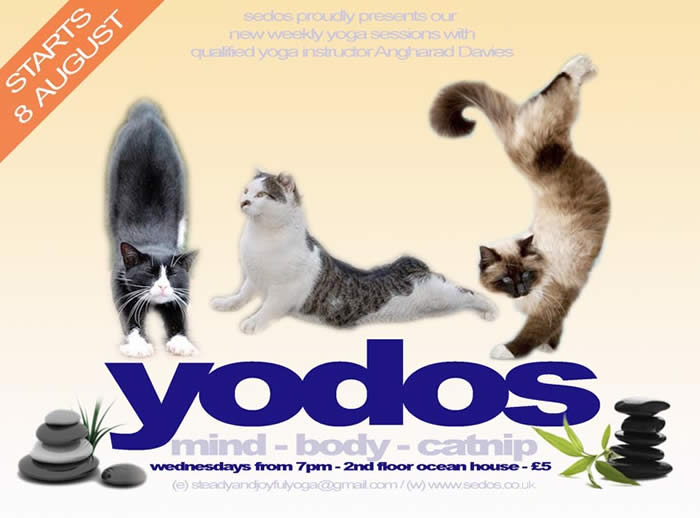 STARTS
8 AUGUST
sedos proudly presents our
new weekly yoga sessions with
qualified yoga instructor Angharad Davies
yodos
mind - body - catnip
wednesdays from 7pm - 2nd floor ocean house - £5
(e) steadyandjoyfulyoga@gmail.com / (w) www.sedos.co.uk